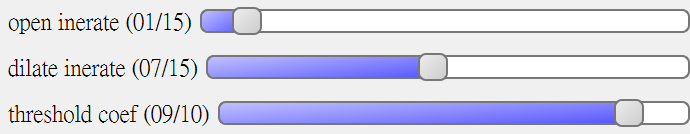 open inerate (01/15)
dilate inerate (07/15)
threshold coef (09/10)